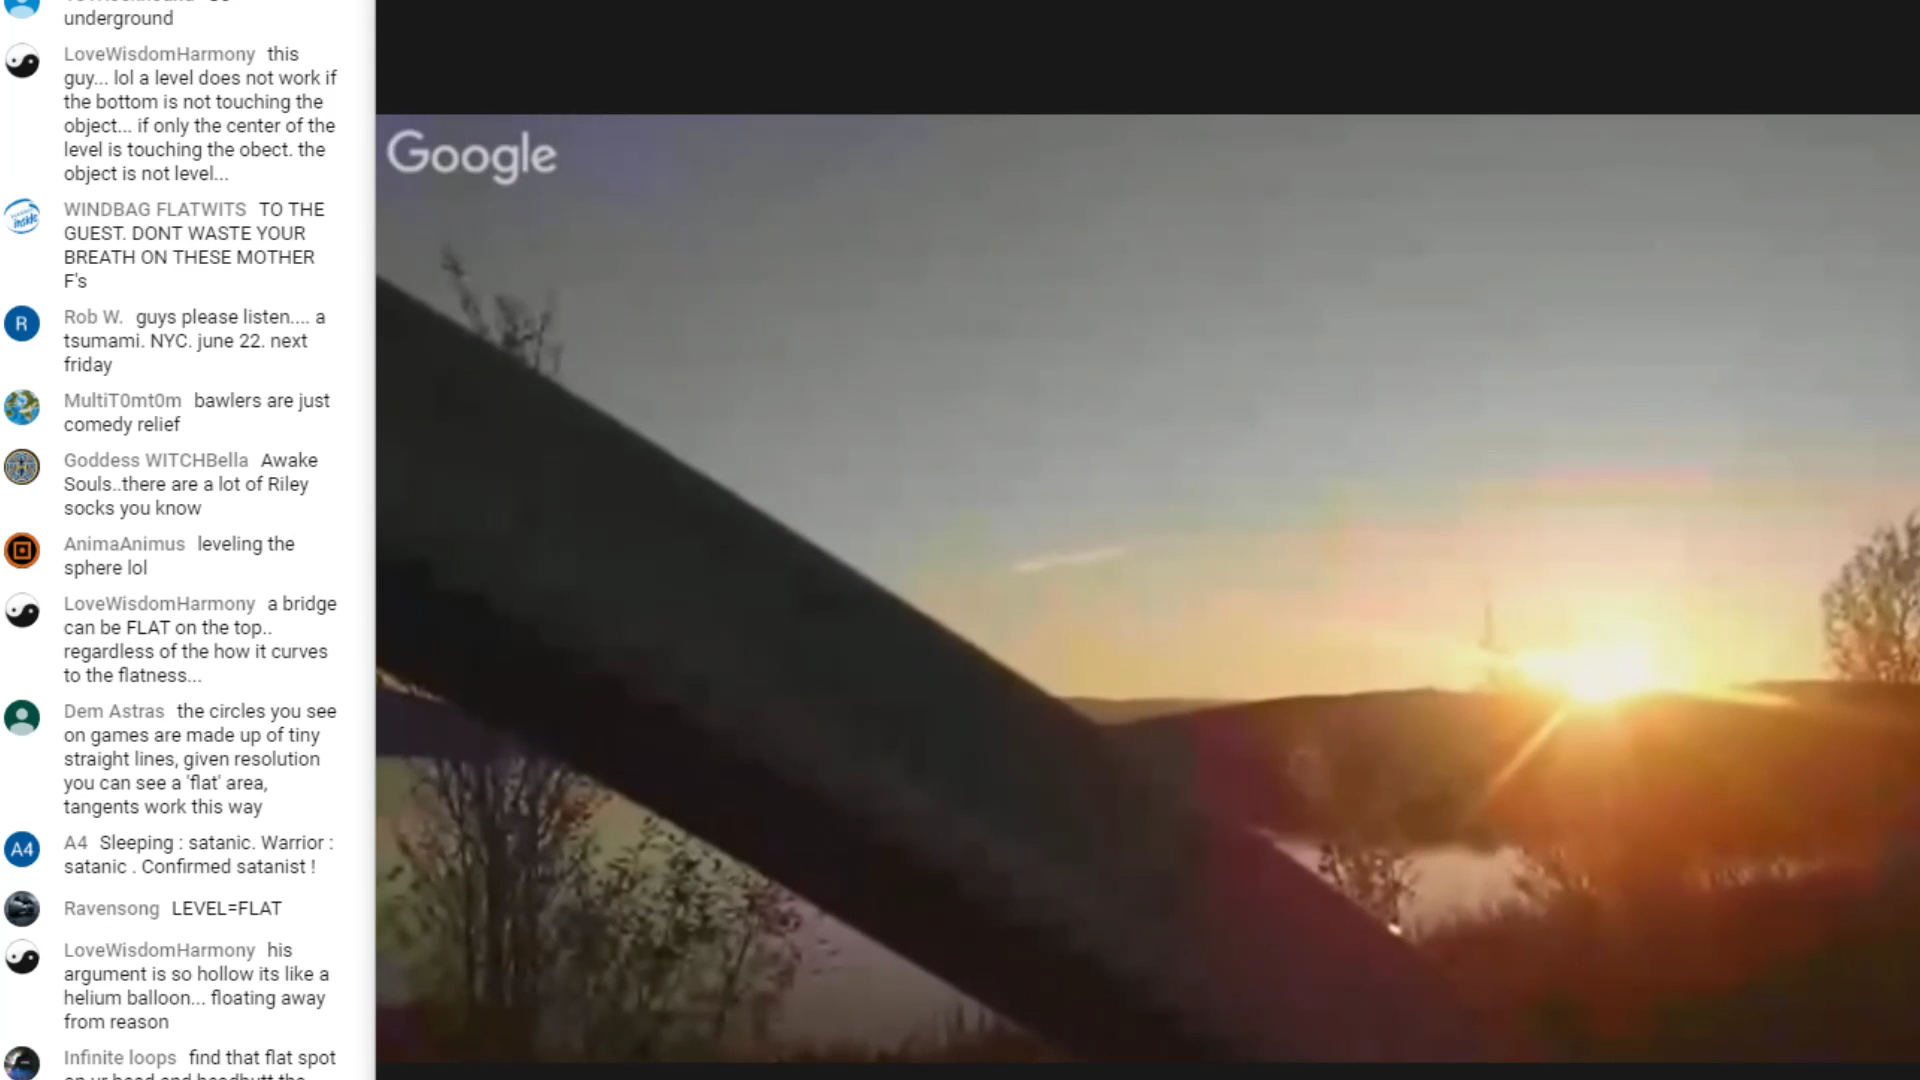 underground
LoveWisdomHarmony this
guy... lol a level does not work if
the bottom is not touching the
object... if only the center of the
level is touching the obect. the
object is not level...
WINDBAG FLATWITS TO THE
GUEST. DONT WASTE YOUR
BREATH ON THESE MOTHER
F's
R
Rob W. guys please listen.... a
tsunami. NYC. june 22. next
friday
MultiT0mt0m bawlers are just
comedy relief
Goddess WITCHBella Awake
Souls..there are a lot of Riley
socks you know
AnimaAnimus leveling the
sphere lol
LoveWisdomHarmony a bridge
can be FLAT on the top..
regardless of the how it curves
to the flatness...
Dem Astras the circles you see
on games are made up of tiny
straight lines, given resolution
you can see a 'flat' area,
tangents work this way
A4
A4 Sleeping : satanic. Warrior :
satanic . Confirmed satanist !
Ravensong LEVEL=FLAT
LoveWisdomHarmony his
argument is so hollow its like a
helium balloon... floating away
from reason
Infinite loops find that flat spot
Google
inside